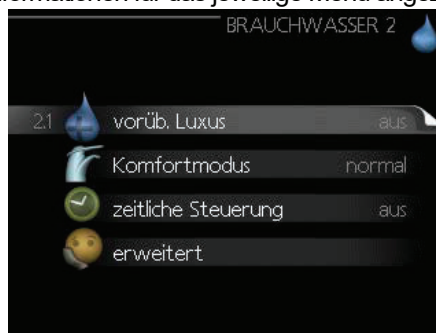 BRAUCHWASSER 2
2.1 vorüb. Luxus aus
Komfortmodus normal
zeitliche Steuerung aus
erweitert